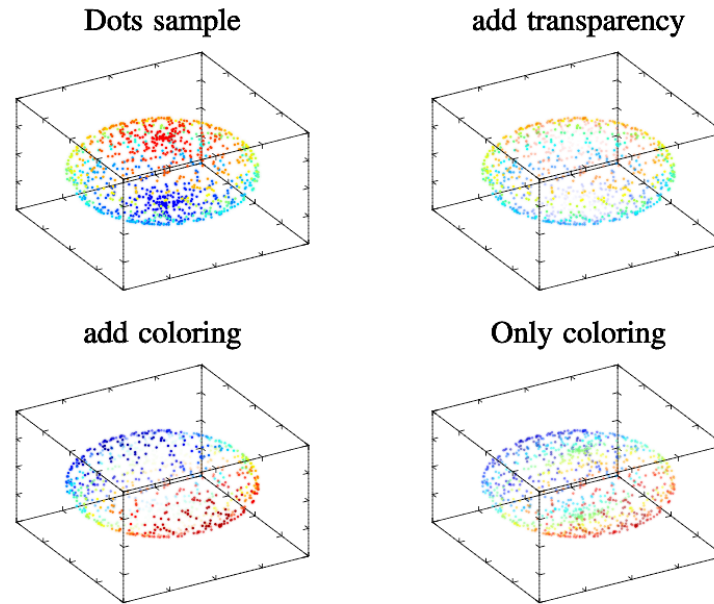 Dots sample
add transparency
add coloring
Only coloring